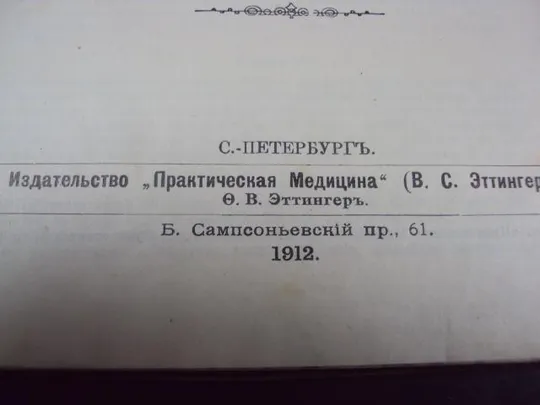 С.-ПЕТЕРБУРГЪ.
Издательство „Практическая Медицина“ (В. С. Эттингер
Ѳ. В. Эттингеръ.
Б. Сампсоньевскій пр., 61.
1912.